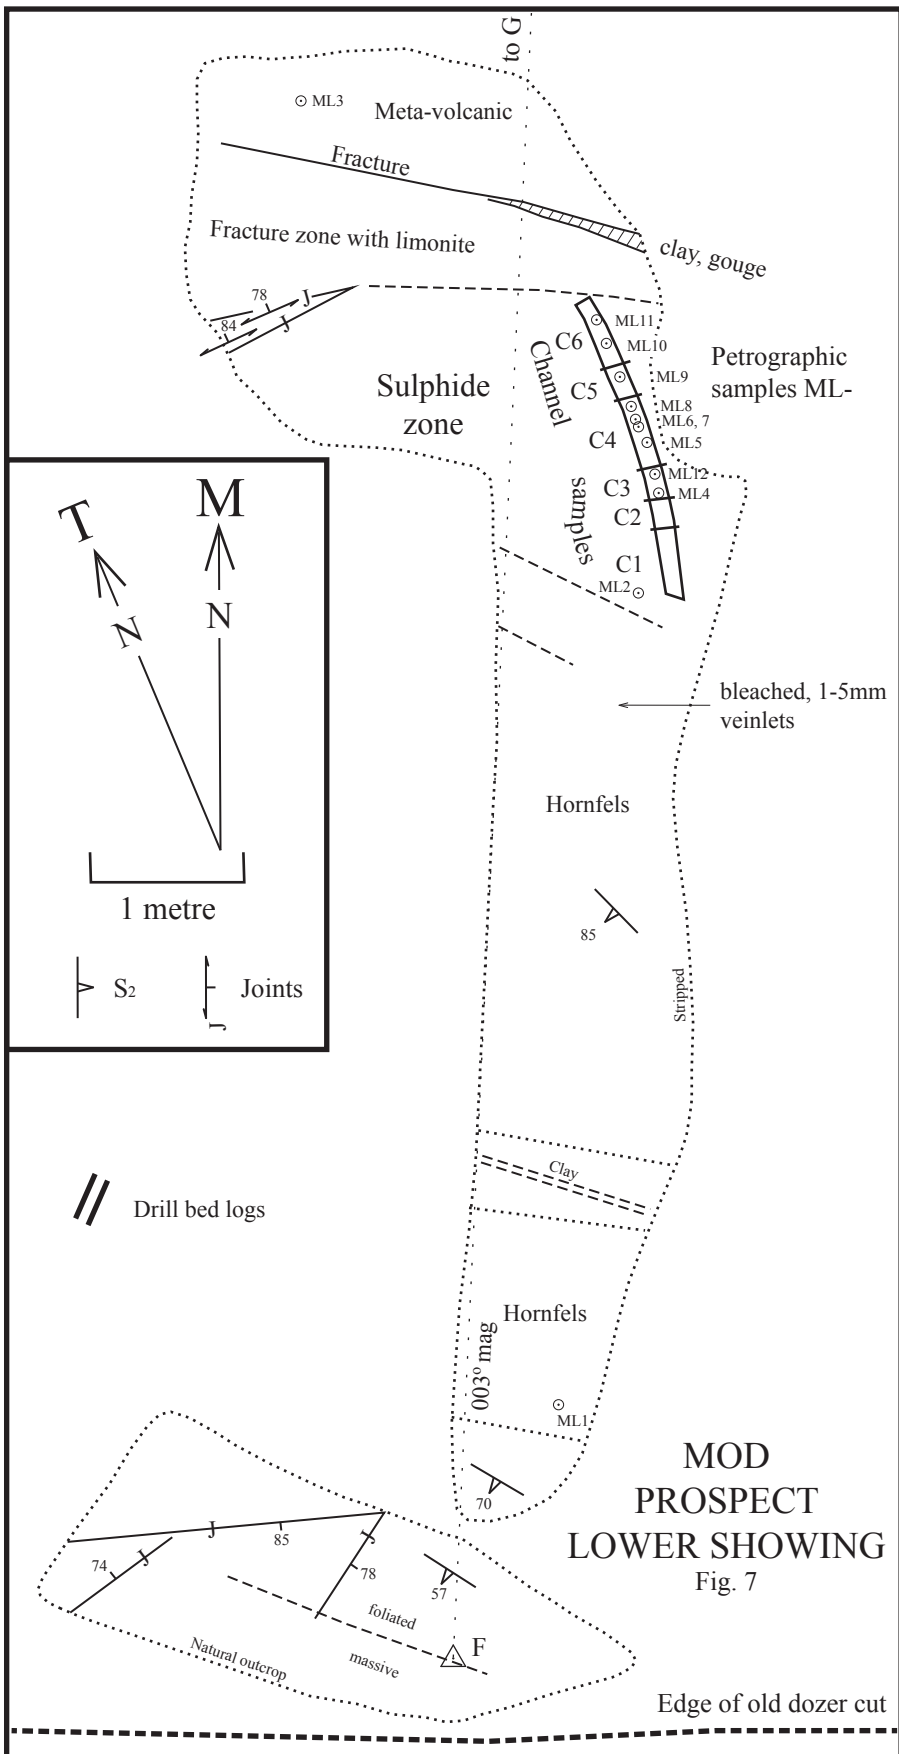 to G
ML3
Meta-volcanic
Fracture
Fracture zone with limonite
clay, gouge
78
J
84
J
ML11
C6
ML10
Channel
samples
Petrographic
samples ML-
Sulphide
zone
C5
ML9
ML8
ML6, 7
C4
ML5
ML12
C3
ML4
C2
C1
ML2
T
N
M
N
1 metre
S2
J
Joints
bleached, 1-5mm
veinlets
Hornfels
85
Stripped
Clay
Drill bed logs
Hornfels
003° mag
ML1
70
MOD
PROSPECT
LOWER SHOWING
Fig. 7
J
85
J
74
J
78
57
foliated
massive
F
Natural outcrop
Edge of old dozer cut